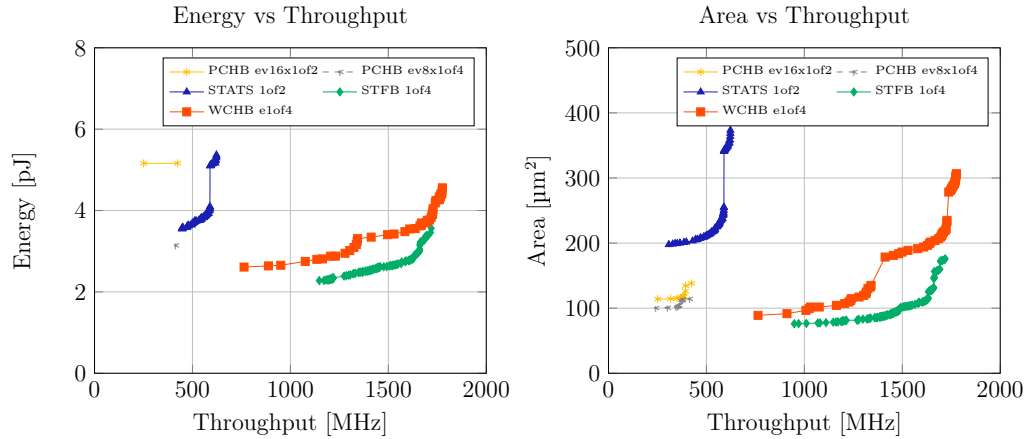 Energy vs Throughput
PCHB ev16x1of2 PCHB ev8x1of4
STATS 1of2 STFB 1of4
WCHB e1of4
8
6
4
2
0
0 500 1000 1500 2000
Energy [pJ]
Throughput [MHz]
Area vs Throughput
PCHB ev16x1of2 PCHB ev8x1of4
STATS 1of2 STFB 1of4
WCHB e1of4
500
400
300
200
100
0
0 500 1000 1500 2000
Area [µm²]
Throughput [MHz]